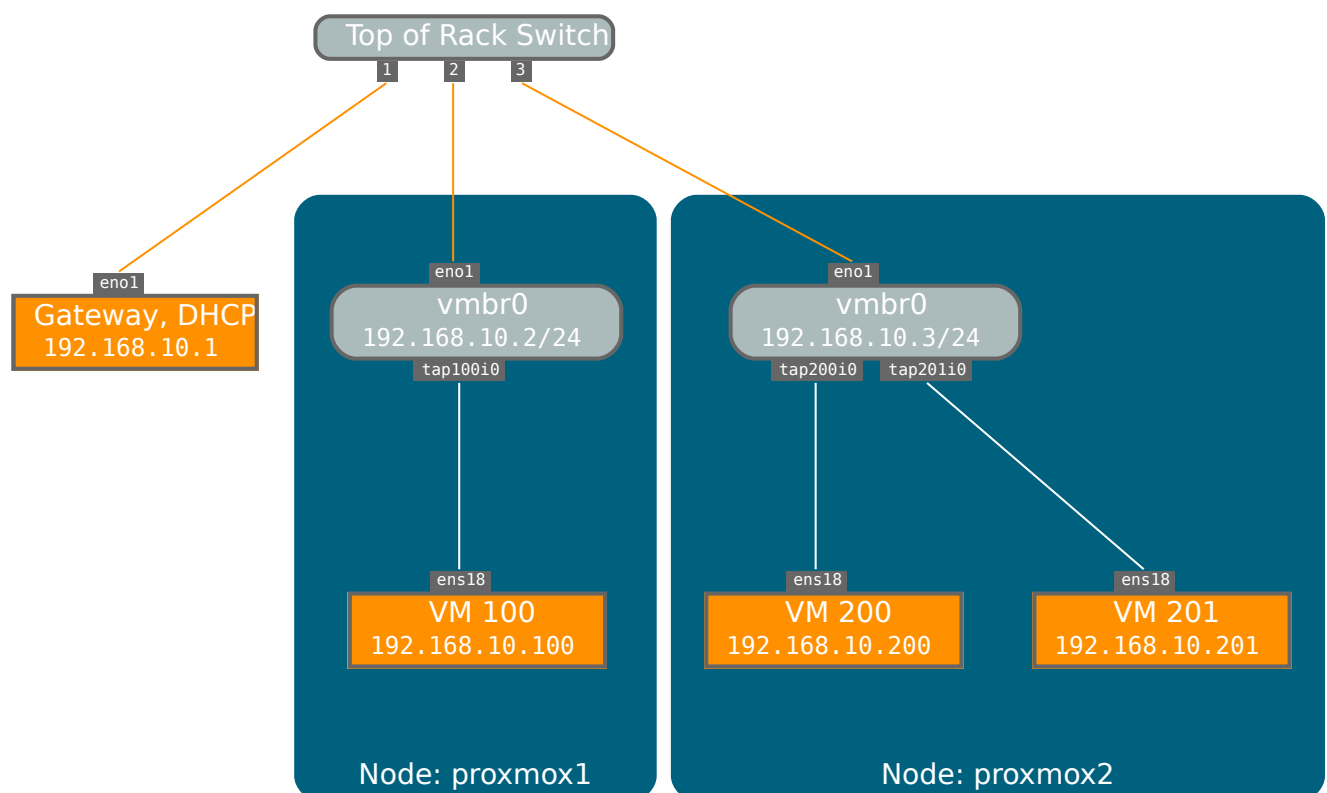 Top of Rack Switch
1 2 3
eno1 eno1 eno1
Gateway, DHCP
192.168.10.1
vmbr0
192.168.10.2/24
tap100i0
vmbr0
192.168.10.3/24
tap200i0 tap201i0
ens18 ens18 ens18
VM 100
192.168.10.100
VM 200
192.168.10.200
VM 201
192.168.10.201
Node: proxmox1
Node: proxmox2